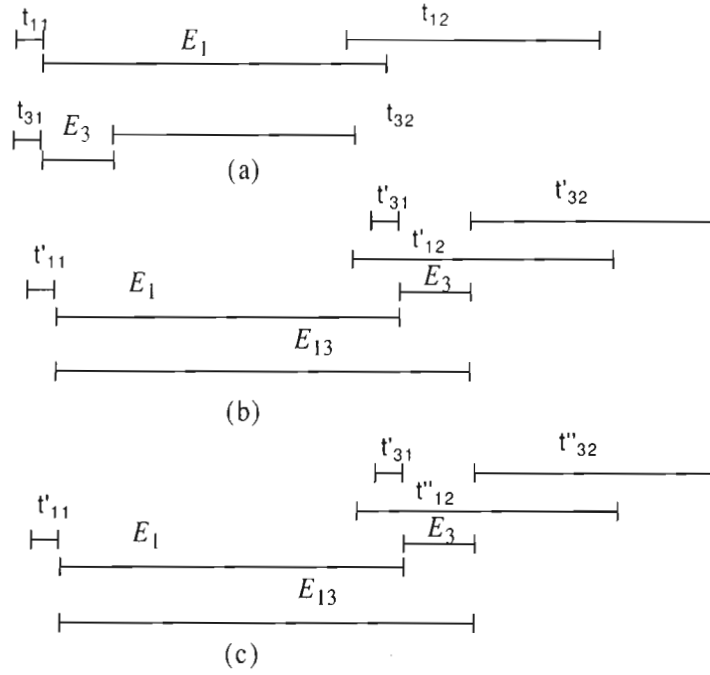 t₁₁ E₁ t₁₂
t₃₁ E₃ t₃₂
(a)
t'₃₁ t'₃₂
t'₁₁ t'₁₂
E₁ E₃
E₁₃
(b)
t'₃₁ t"₃₂
t'₁₁ t"₁₂
E₁ E₃
E₁₃
(c)